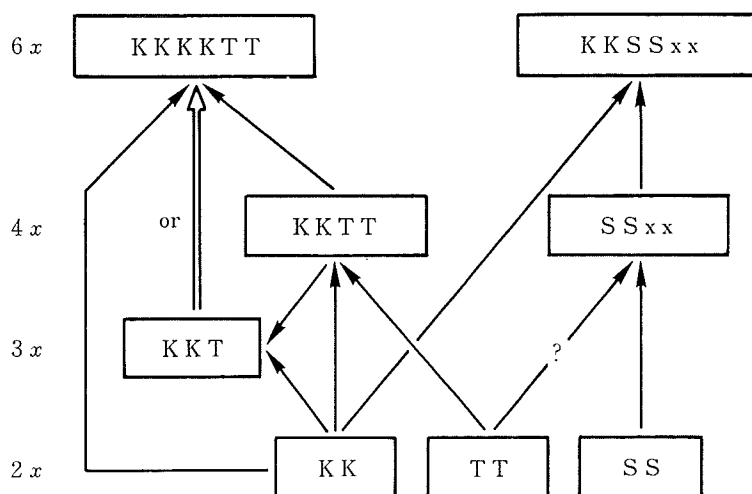 6x KKKKTT KKSSxx
4x or KKTT SSxx
3x KKT ?
2x KK TT SS